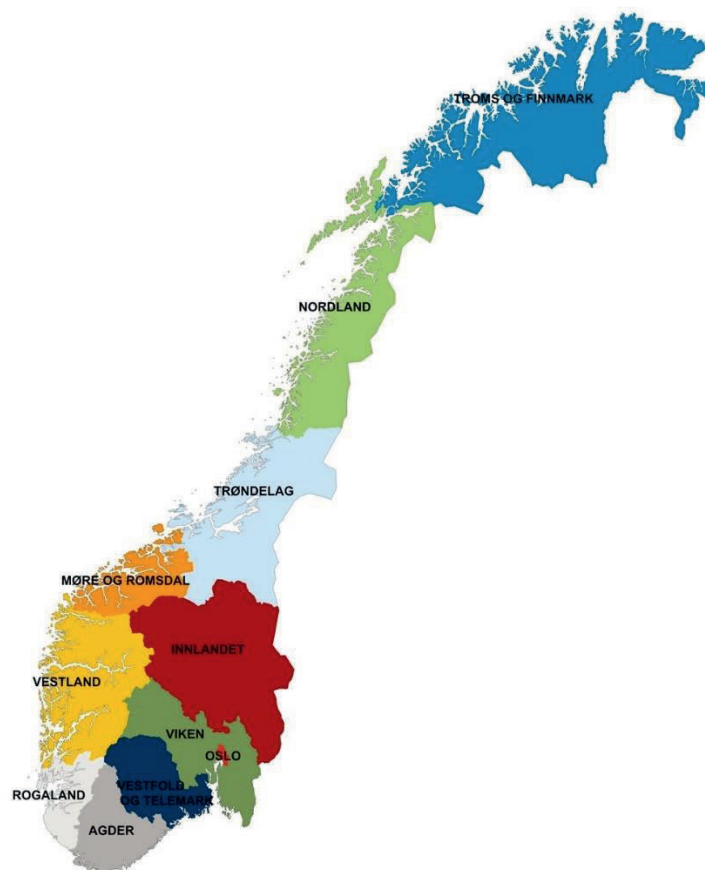 TROMS OG FINNMARK
NORDLAND
TRØNDELAG
MØRE OG ROMSDAL
INNLANDET
VESTLAND
VIKEN
OSLO
VESTFOLD
OG TELEMARK
ROGALAND
AGDER